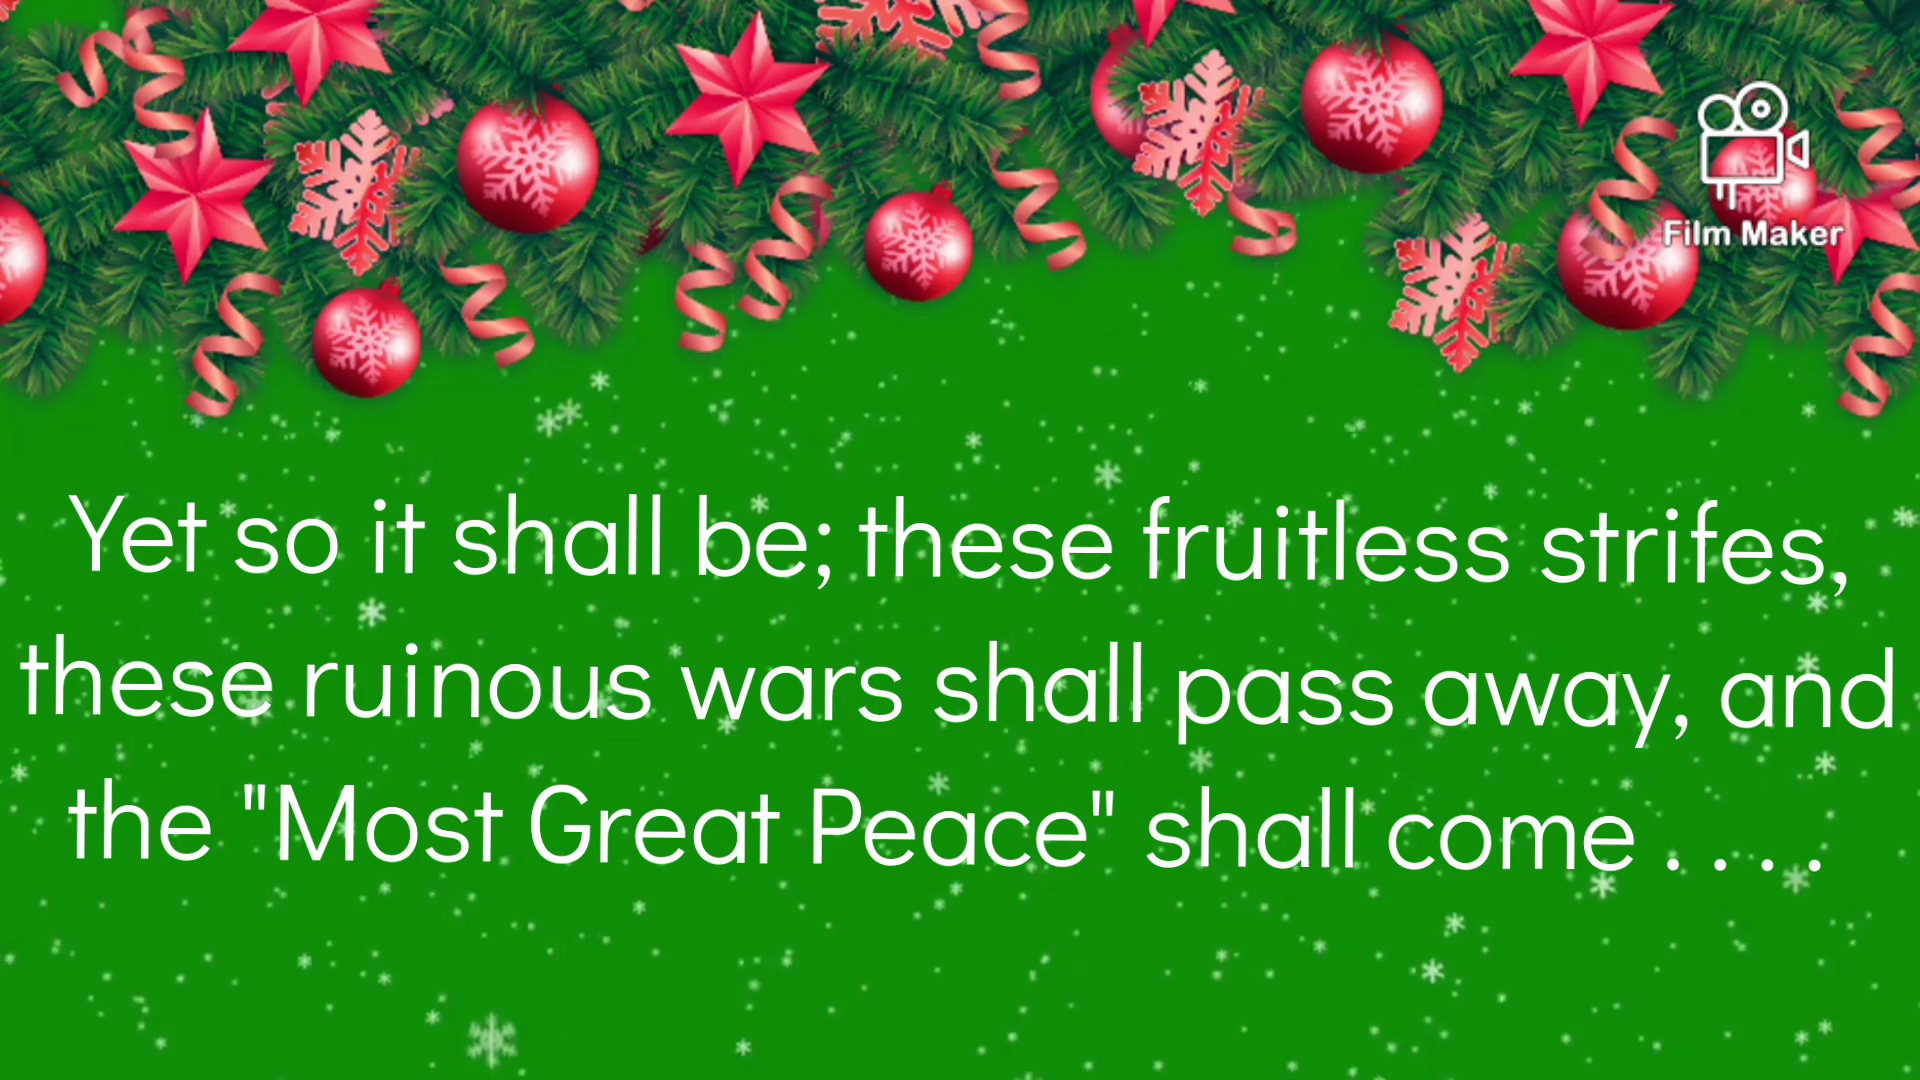 Film Maker
Yet so it shall be; these fruitless strifes,
these ruinous wars shall pass away, and
the "Most Great Peace" shall come . . . .